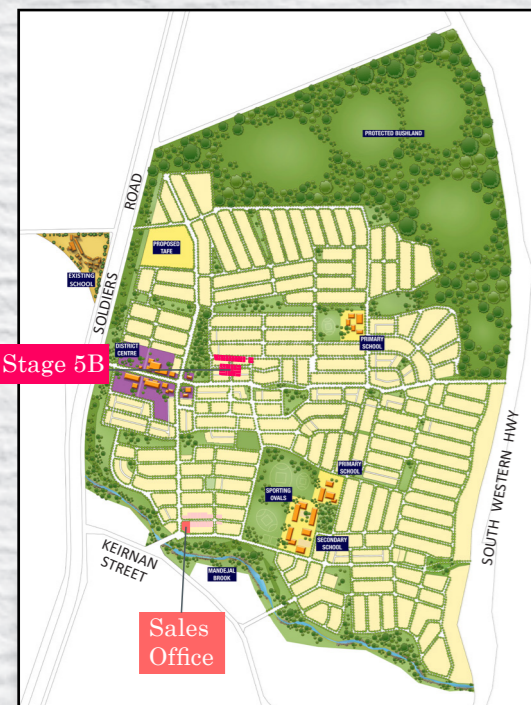 PROTECTED BUSHLAND
ROAD
PROPOSED
TAFE
EXISTING
SCHOOL
SOLDIERS
DISTRICT
CENTRE
PRIMARY
SCHOOL
Stage 5B
PRIMARY
SCHOOL
SPORTING
OVALS
SOUTH WESTERN HWY
SECONDARY
SCHOOL
KEIRNAN
STREET
MANDEJAL
BROOK
Sales
Office